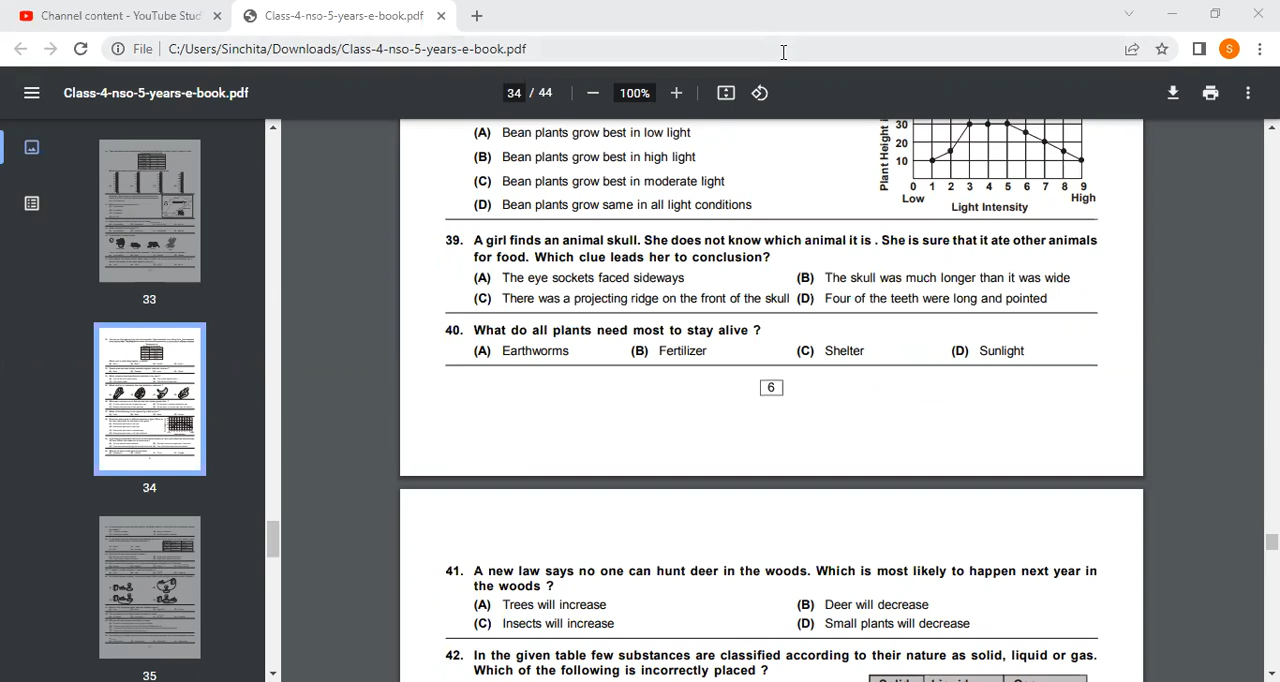 Channel content - YouTube Stud
Class-4-nso-5-years-e-book.pdf
File
C:/Users/Sinchita/Downloads/Class-4-nso-5-years-e-book.pdf
S
Class-4-nso-5-years-e-book.pdf
34 / 44
100%
33
34
35
(A) Bean plants grow best in low light
(B) Bean plants grow best in high light
(C) Bean plants grow best in moderate light
(D) Bean plants grow same in all light conditions
Plant Height i
30
20
10
0 1 2 3 4 5 6 7 8 9
Low High
Light Intensity
39. A girl finds an animal skull. She does not know which animal it is . She is sure that it ate other animals
for food. Which clue leads her to conclusion?
(A) The eye sockets faced sideways (B) The skull was much longer than it was wide
(C) There was a projecting ridge on the front of the skull (D) Four of the teeth were long and pointed
40. What do all plants need most to stay alive ?
(A) Earthworms (B) Fertilizer (C) Shelter (D) Sunlight
6
41. A new law says no one can hunt deer in the woods. Which is most likely to happen next year in
the woods ?
(A) Trees will increase (B) Deer will decrease
(C) Insects will increase (D) Small plants will decrease
42. In the given table few substances are classified according to their nature as solid, liquid or gas.
Which of the following is incorrectly placed ?